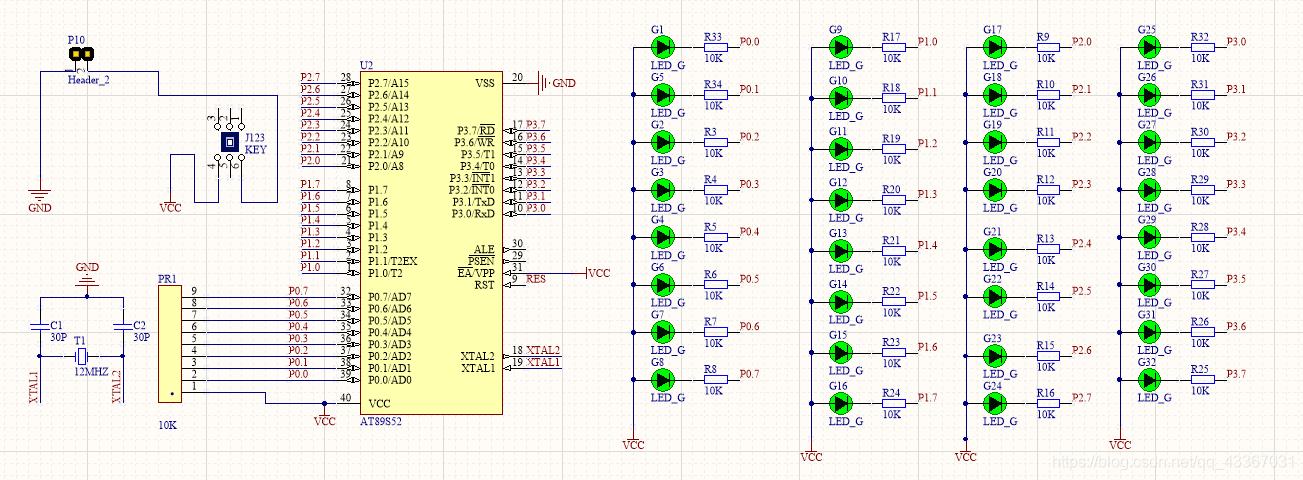 P10
Header_2
GND
3 2 1
J123
KEY
4 5 6
VCC
GND
C1
30P
C2
30P
T1
12MHZ
XTAL1
XTAL2
PR1
9
8
7
6
5
4
3
2
1
10K
P0.7
P0.6
P0.5
P0.4
P0.3
P0.2
P0.1
P0.0
VCC
U2
P2.7 28 P2.7/A15
P2.6 27 P2.6/A14
P2.5 26 P2.5/A13
P2.4 25 P2.4/A12
P2.3 24 P2.3/A11
P2.2 23 P2.2/A10
P2.1 22 P2.1/A9
P2.0 21 P2.0/A8
P1.7 8 P1.7
P1.6 7 P1.6
P1.5 6 P1.5
P1.4 5 P1.4
P1.3 4 P1.3
P1.2 3 P1.2
P1.1 2 P1.1/T2EX
P1.0 1 P1.0/T2
32 P0.7/AD7
33 P0.6/AD6
34 P0.5/AD5
35 P0.4/AD4
36 P0.3/AD3
37 P0.2/AD2
38 P0.1/AD1
39 P0.0/AD0
40 VCC
AT89S52
VSS 20 GND
P3.7/RD 17 P3.7
P3.6/WR 16 P3.6
P3.5/T1 15 P3.5
P3.4/T0 14 P3.4
P3.3/INT1 13 P3.3
P3.2/INT0 12 P3.2
P3.1/TxD 11 P3.1
P3.0/RxD 10 P3.0
ALE 30
PSEN 29
EA/VPP 31 VCC
RST 9 RES
XTAL2 18 XTAL2
XTAL1 19 XTAL1
G1 R33 P0.0
LED_G 10K
G5 R34 P0.1
LED_G 10K
G2 R3 P0.2
LED_G 10K
G3 R4 P0.3
LED_G 10K
G4 R5 P0.4
LED_G 10K
G6 R6 P0.5
LED_G 10K
G7 R7 P0.6
LED_G 10K
G8 R8 P0.7
LED_G 10K
VCC
G9 R17 P1.0
LED_G 10K
G10 R18 P1.1
LED_G 10K
G11 R19 P1.2
LED_G 10K
G12 R20 P1.3
LED_G 10K
G13 R21 P1.4
LED_G 10K
G14 R22 P1.5
LED_G 10K
G15 R23 P1.6
LED_G 10K
G16 R24 P1.7
LED_G 10K
VCC
G17 R9 P2.0
LED_G 10K
G18 R10 P2.1
LED_G 10K
G19 R11 P2.2
LED_G 10K
G20 R12 P2.3
LED_G 10K
G21 R13 P2.4
LED_G 10K
G22 R14 P2.5
LED_G 10K
G23 R15 P2.6
LED_G 10K
G24 R16 P2.7
LED_G 10K
VCC
G25 R32 P3.0
LED_G 10K
G26 R31 P3.1
LED_G 10K
G27 R30 P3.2
LED_G 10K
G28 R29 P3.3
LED_G 10K
G29 R28 P3.4
LED_G 10K
G30 R27 P3.5
LED_G 10K
G31 R26 P3.6
LED_G 10K
G32 R25 P3.7
LED_G 10K
VCC
https://blog.csdn.net/qq_43367031